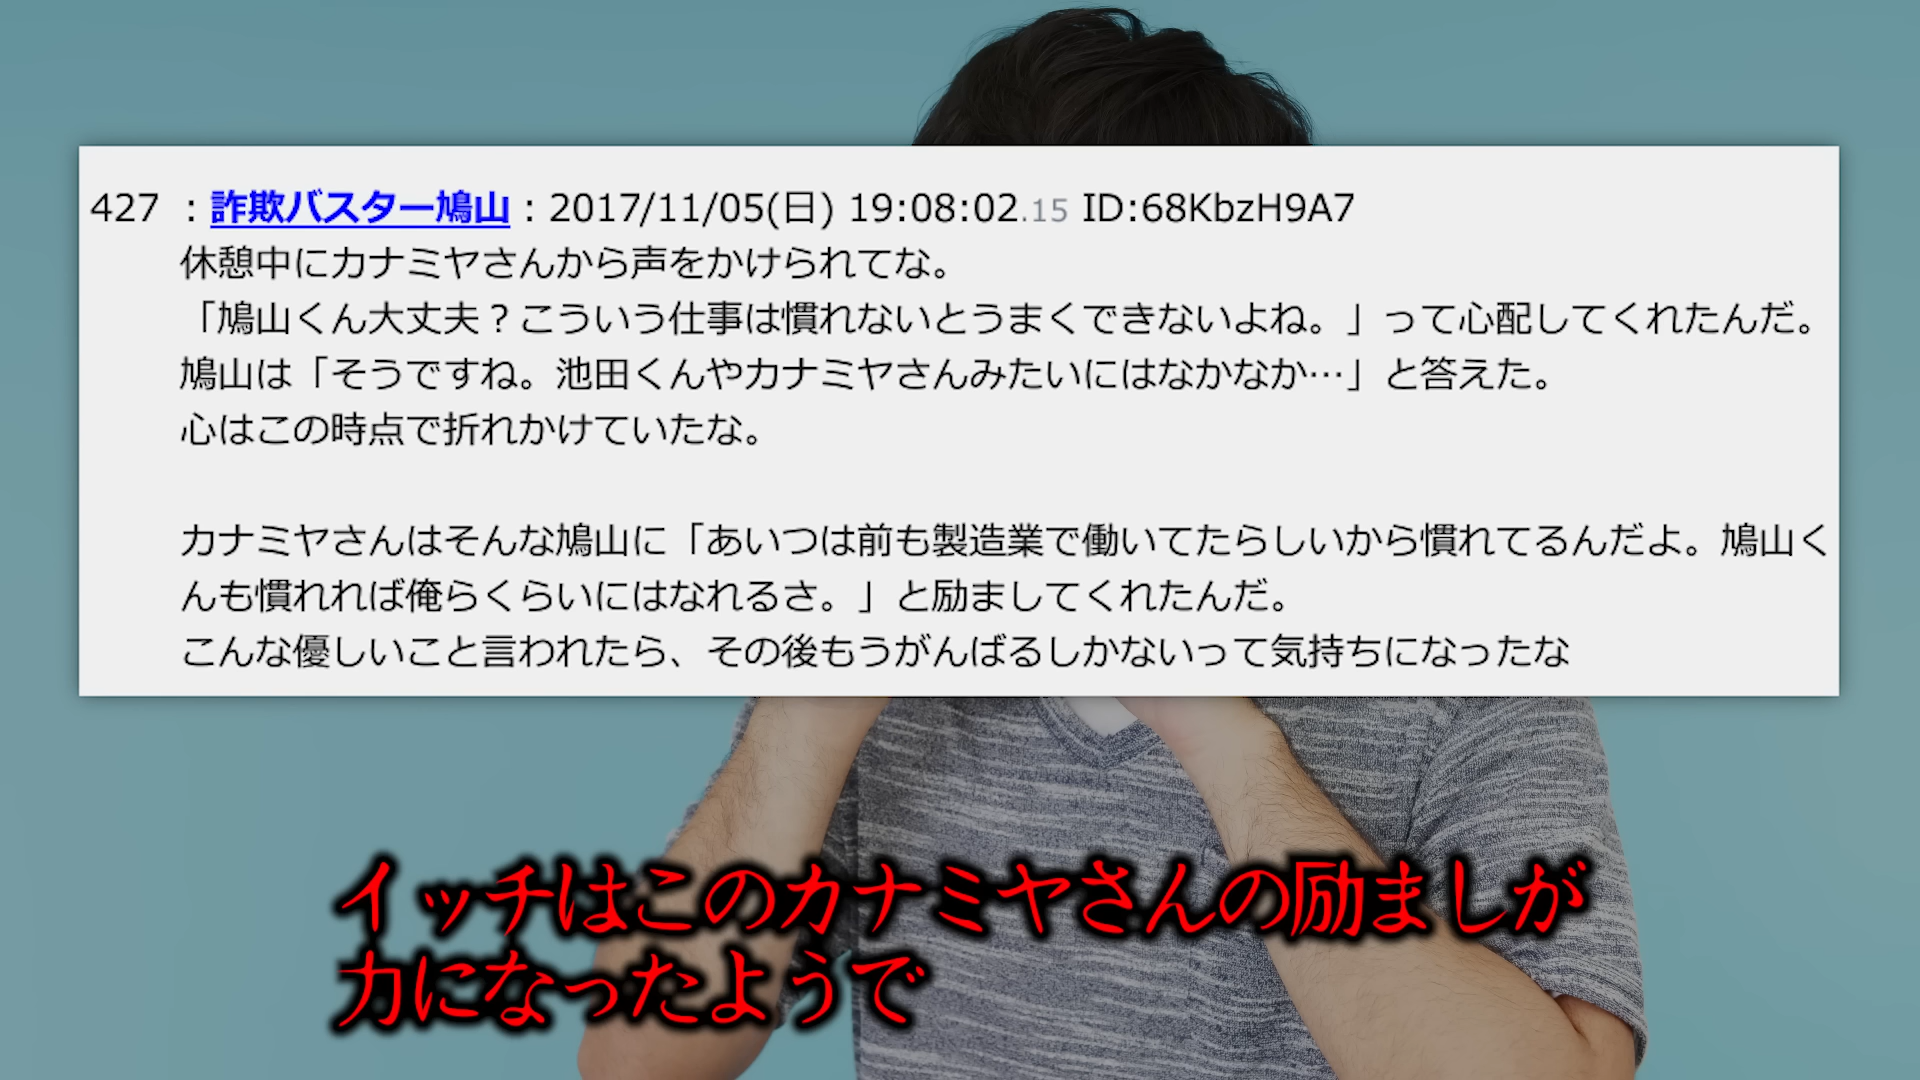 427 ：詐欺バスター鳩山：2017/11/05(日) 19:08:02.15 ID:68KbzH9A7
休憩中にカナミヤさんから声をかけられてな。
「鳩山くん大丈夫？こういう仕事は慣れないとうまくできないよね。」って心配してくれたんだ。
鳩山は「そうですね。池田くんやカナミヤさんみたいにはなかなか…」と答えた。
心はこの時点で折れかけていたな。
カナミヤさんはそんな鳩山に「あいつは前も製造業で働いてたらしいから慣れてるんだよ。鳩山く
んも慣れれば俺らくらいにはなれるさ。」と励ましてくれたんだ。
こんな優しいこと言われたら、その後もうがんばるしかないって気持ちになったな
イッチはこのカナミヤさんの励ましが
力になったようで